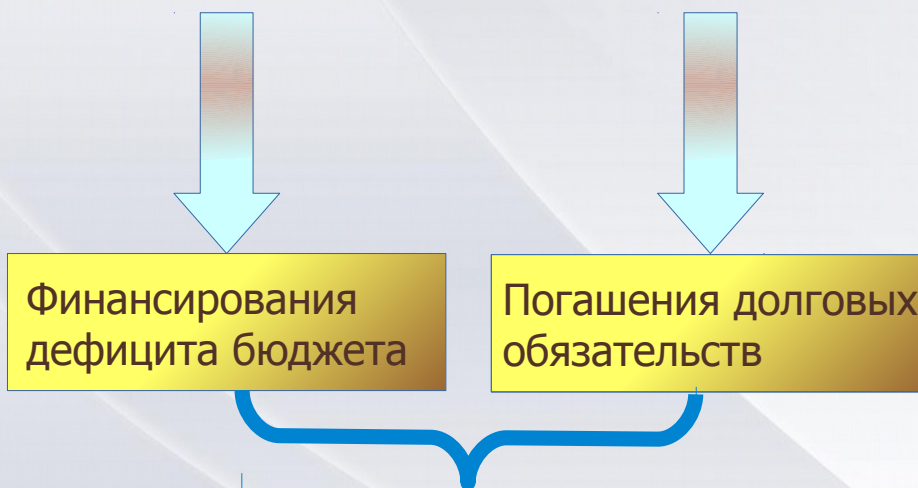 Финансирования
дефицита бюджета
Погашения долговых
обязательств